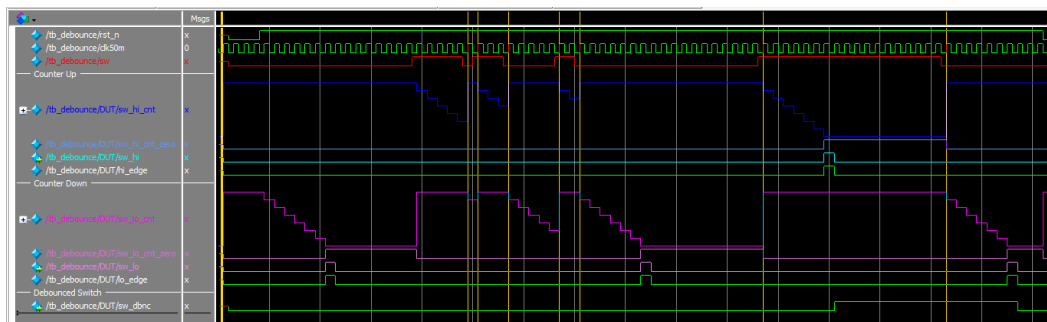 Msgs
/tb_debounce/rst_n x
/tb_debounce/clk50m 0
/tb_debounce/sw x
Counter Up
/tb_debounce/DUT/sw_hi_cnt x
/tb_debounce/DUT/sw_hi_cnt_zero x
/tb_debounce/DUT/sw_hi x
/tb_debounce/DUT/hi_edge x
Counter Down
/tb_debounce/DUT/sw_lo_cnt x
/tb_debounce/DUT/sw_lo_cnt_zero x
/tb_debounce/DUT/sw_lo x
/tb_debounce/DUT/lo_edge x
Debounced Switch
/tb_debounce/DUT/sw_dbnc x